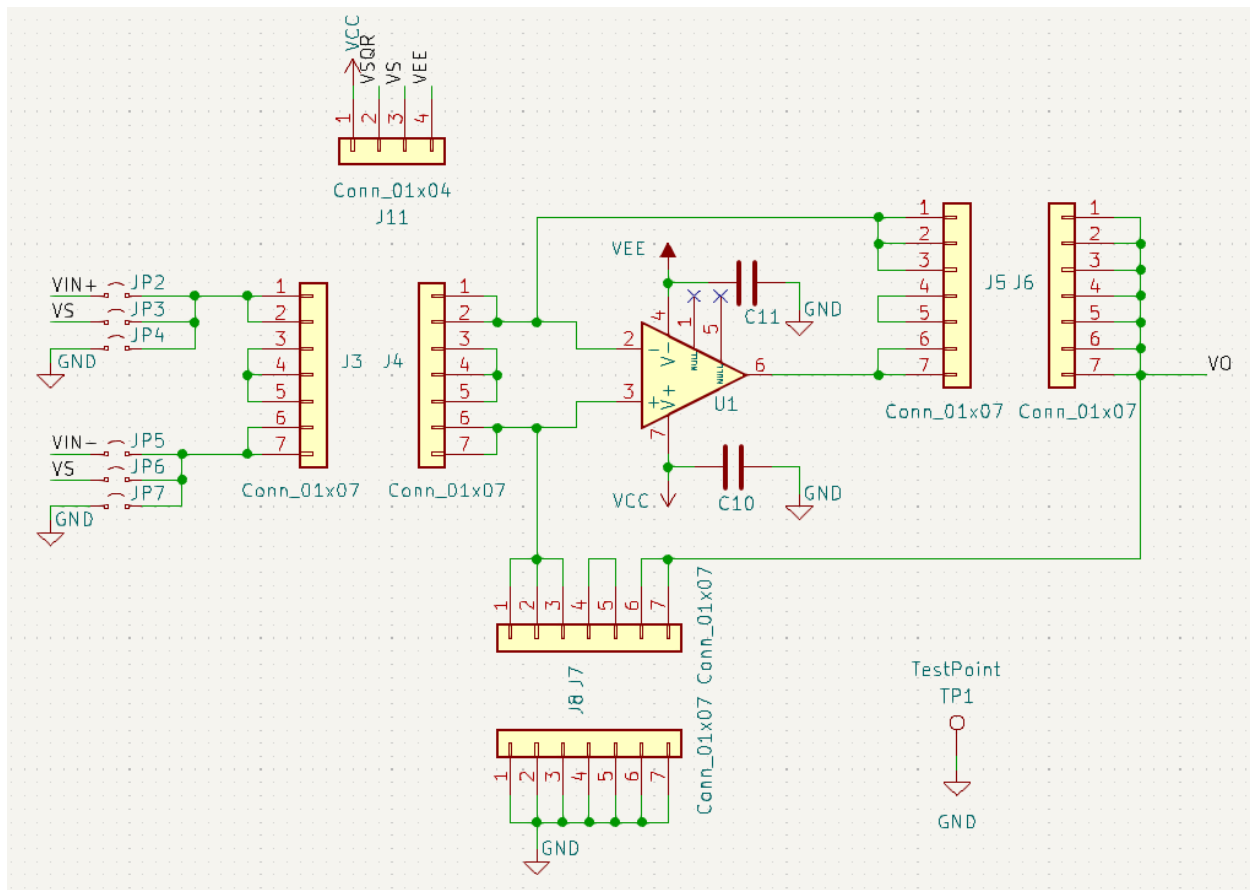 VCC
VSQR
VS
VEE
1
2
3
4
Conn_01x04
J11
VIN+
JP2
VS
JP3
JP4
GND
VIN-
JP5
VS
JP6
JP7
GND
1
2
3
4
5
6
7
J3
Conn_01x07
1
2
3
4
5
6
7
J4
Conn_01x07
VEE
C11
GND
4
1
5
NULL
NULL
2
-
V-
3
+
V+
6
U1
7
VCC
C10
GND
1
2
3
4
5
6
7
J5
Conn_01x07
1
2
3
4
5
6
7
J6
Conn_01x07
VO
1
2
3
4
5
6
7
J7
Conn_01x07
J8
Conn_01x07
1
2
3
4
5
6
7
GND
TestPoint
TP1
GND